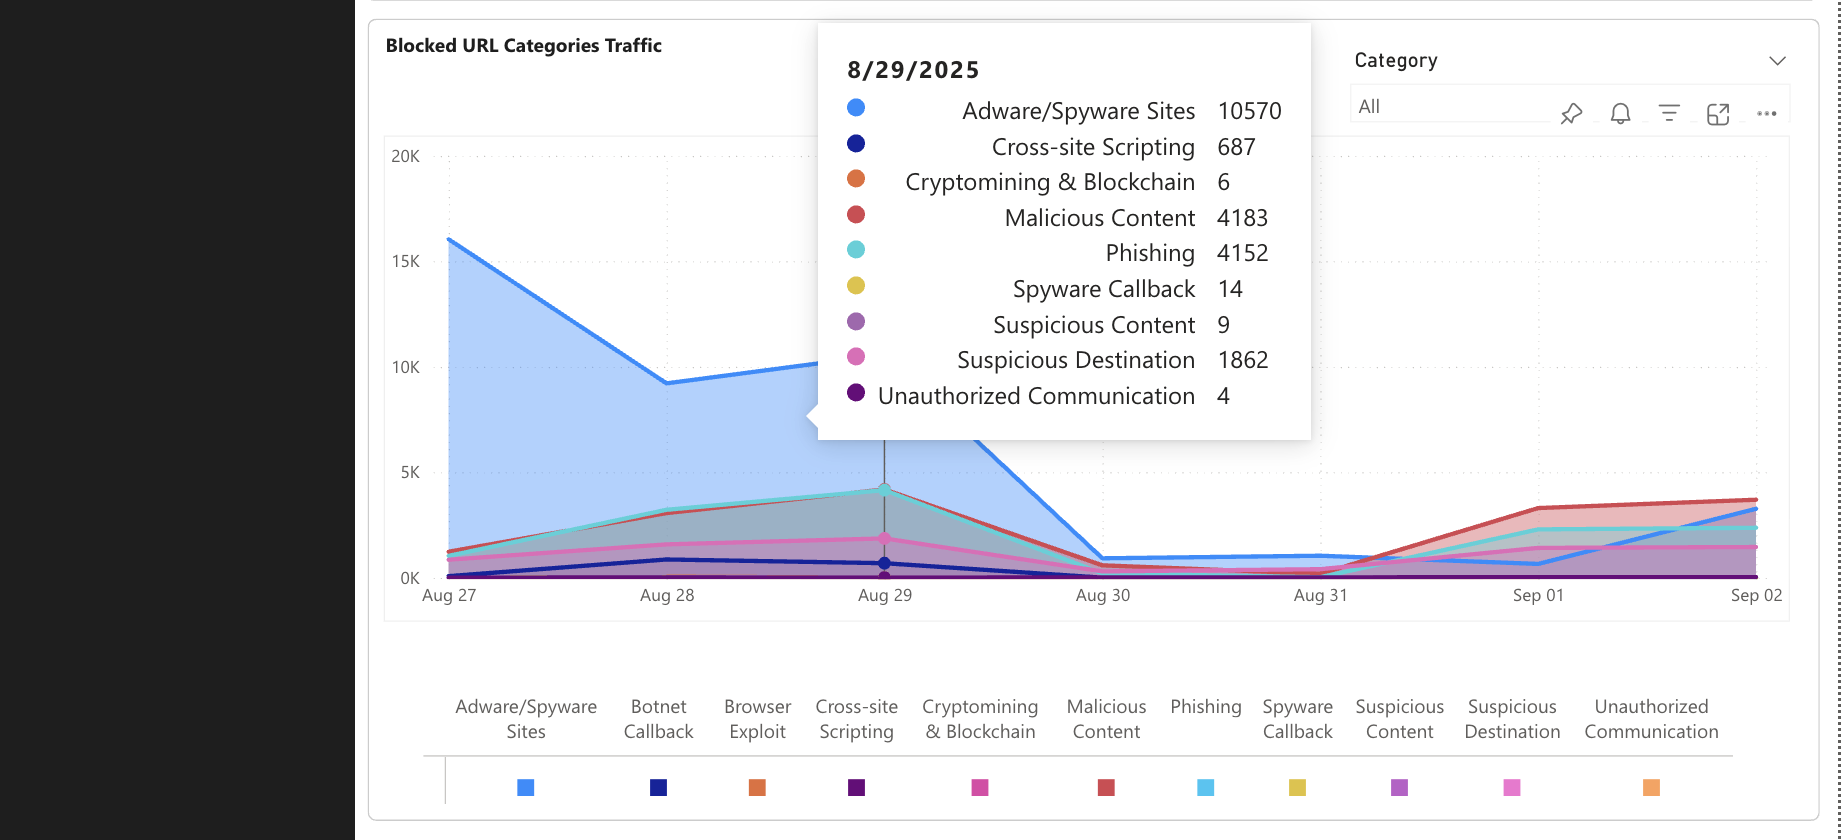 Blocked URL Categories Traffic
Category
All
8/29/2025
Adware/Spyware Sites 10570
Cross-site Scripting 687
Cryptomining & Blockchain 6
Malicious Content 4183
Phishing 4152
Spyware Callback 14
Suspicious Content 9
Suspicious Destination 1862
Unauthorized Communication 4
20K
15K
10K
5K
0K
Aug 27 Aug 28 Aug 29 Aug 30 Aug 31 Sep 01 Sep 02
Adware/Spyware Sites
Botnet Callback
Browser Exploit
Cross-site Scripting
Cryptomining & Blockchain
Malicious Content
Phishing
Spyware Callback
Suspicious Content
Suspicious Destination
Unauthorized Communication